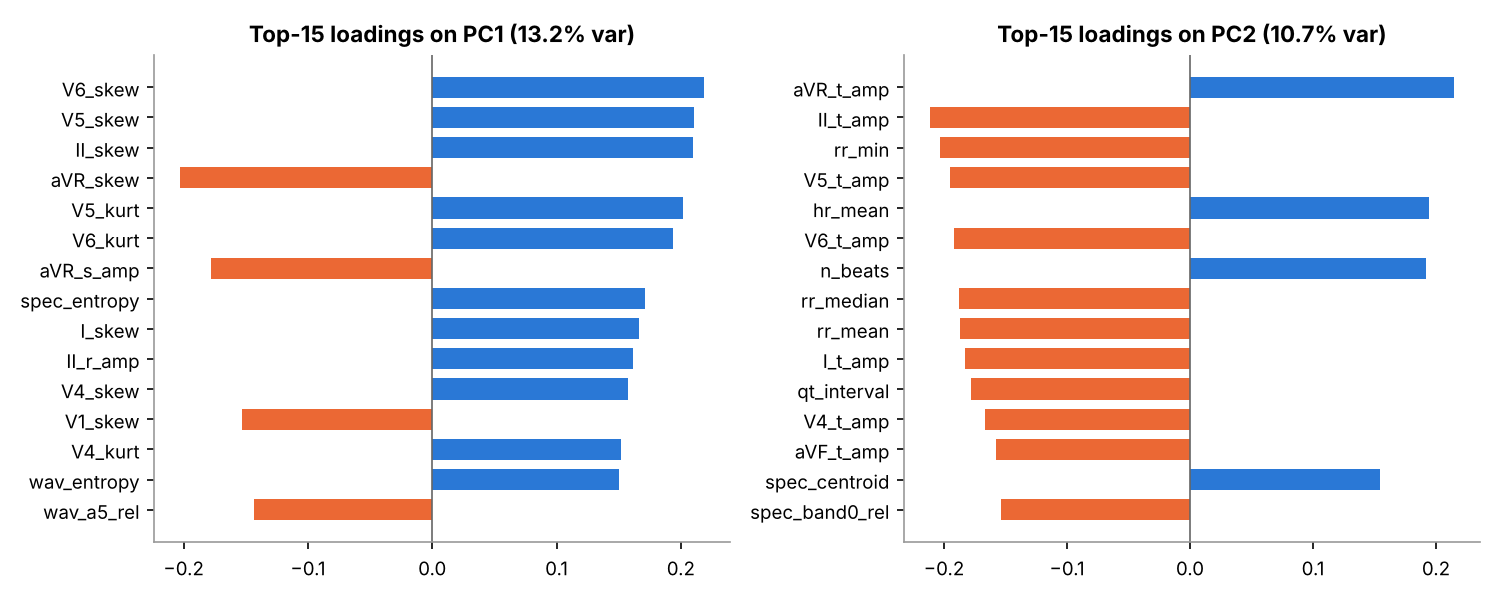 Top-15 loadings on PC1 (13.2% var)
V6_skew
V5_skew
II_skew
aVR_skew
V5_kurt
V6_kurt
aVR_s_amp
spec_entropy
I_skew
II_r_amp
V4_skew
V1_skew
V4_kurt
wav_entropy
wav_a5_rel
−0.2 −0.1 0.0 0.1 0.2
Top-15 loadings on PC2 (10.7% var)
aVR_t_amp
II_t_amp
rr_min
V5_t_amp
hr_mean
V6_t_amp
n_beats
rr_median
rr_mean
I_t_amp
qt_interval
V4_t_amp
aVF_t_amp
spec_centroid
spec_band0_rel
−0.2 −0.1 0.0 0.1 0.2